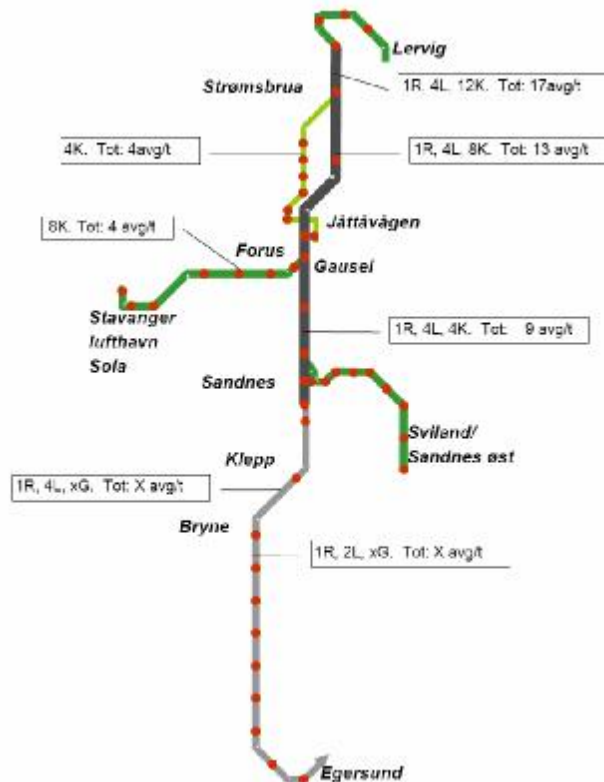 Lervig
Strømsbrua
1R, 4L, 12K. Tot: 17avg/t
4K. Tot: 4avg/t
1R, 4L, 8K. Tot: 13 avg/t
Jåttåvågen
8K. Tot: 4 avg/t
Forus
Gausel
Stavanger
lufthavn
Sola
1R, 4L, 4K. Tot: 9 avg/t
Sandnes
Sviland/
Sandnes øst
Klepp
1R, 4L, xG. Tot: X avg/t
Bryne
1R, 2L, xG. Tot: X avg/t
Egersund